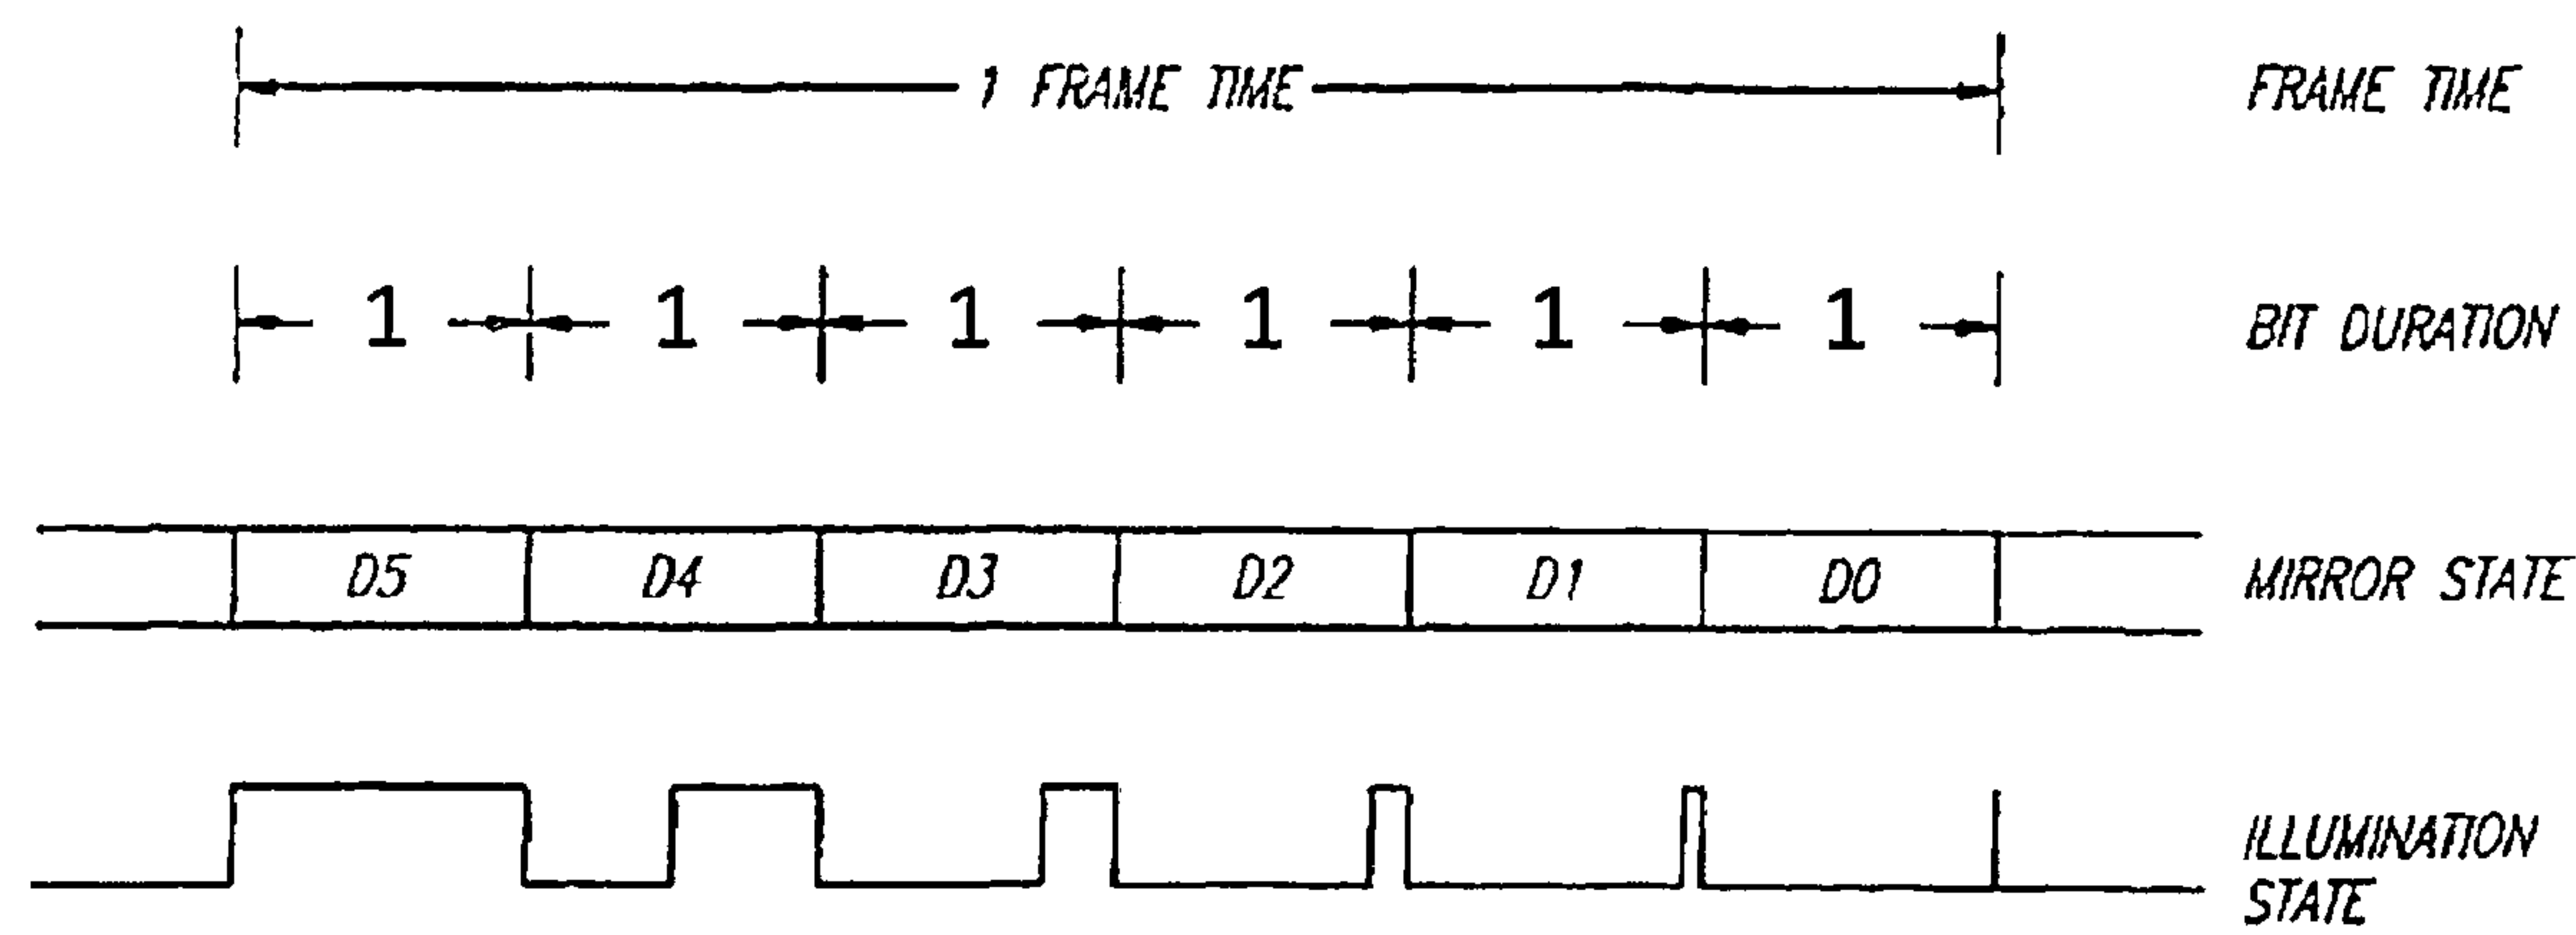 1 FRAME TIME FRAME TIME
1 1 1 1 1 1 BIT DURATION
D5 D4 D3 D2 D1 D0 MIRROR STATE
ILLUMINATION
STATE